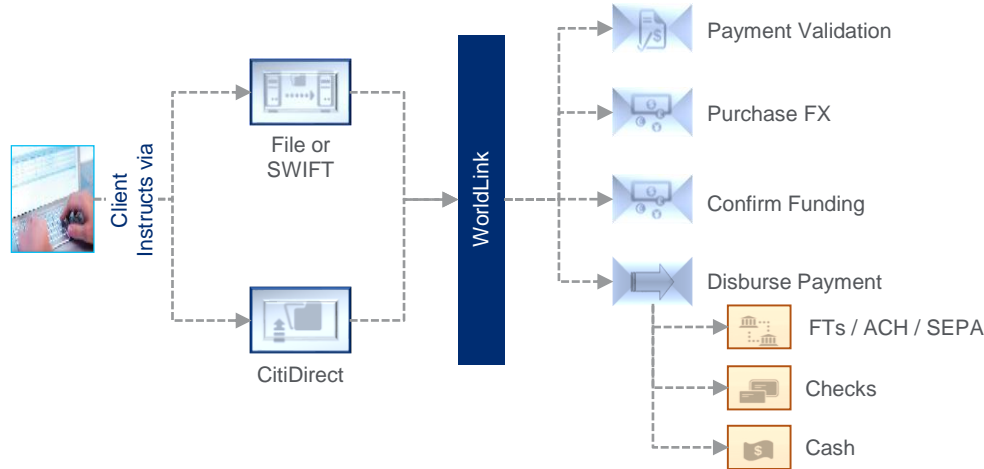 Client
Instructs via
File or
SWIFT
CitiDirect
WorldLink
Payment Validation
Purchase FX
Confirm Funding
Disburse Payment
FTs / ACH / SEPA
Checks
Cash